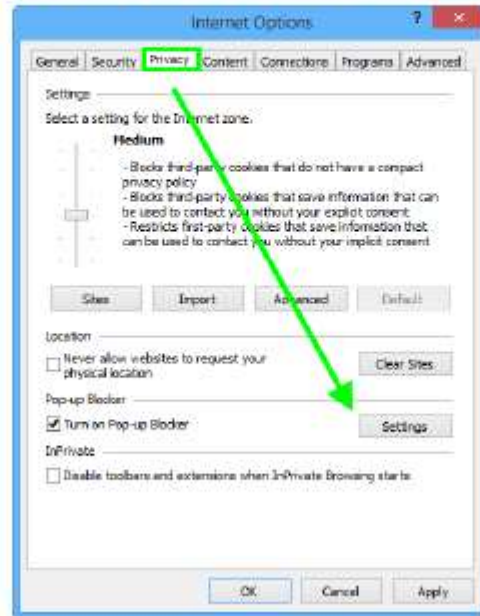 Internet Options
?
General Security Privacy Content Connections Programs Advanced
Settings
Select a setting for the Internet zone.
Medium
- Blocks third-party cookies that do not have a compact
privacy policy
- Blocks third-party cookies that save information that can
be used to contact you without your explicit consent
- Restricts first-party cookies that save information that
can be used to contact you without your implicit consent
Sites Import Advanced Default
Location
Never allow websites to request your
physical location
Clear Sites
Pop-up Blocker
Turn on Pop-up Blocker
Settings
InPrivate
Disable toolbars and extensions when InPrivate Browsing starts
OK Cancel Apply